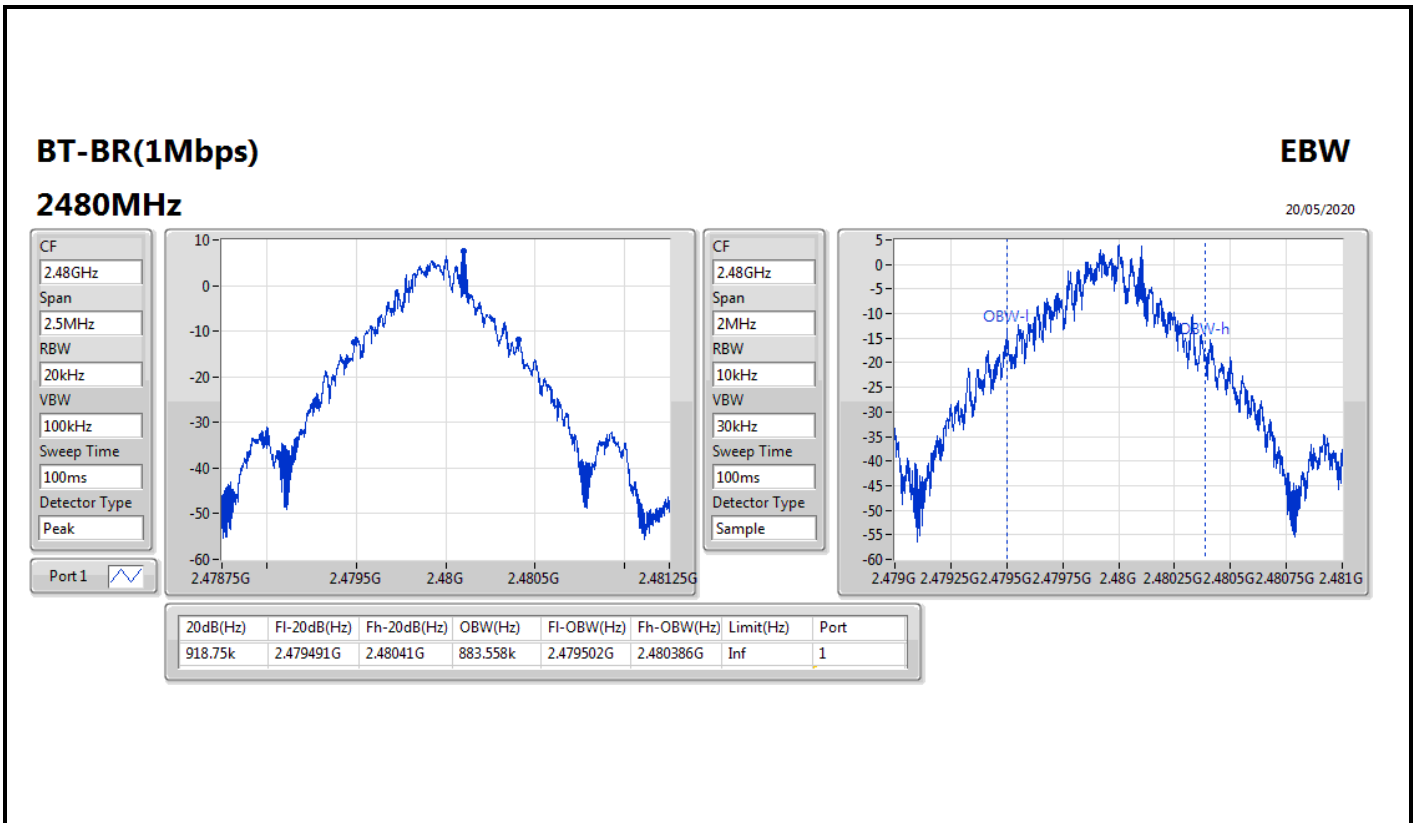 BT-BR(1Mbps)
EBW
2480MHz
20/05/2020
CF
2.48GHz
Span
2.5MHz
RBW
20kHz
VBW
100kHz
Sweep Time
100ms
Detector Type
Peak
Port 1
10
0
-10
-20
-30
-40
-50
-60
2.47875G 2.4795G 2.48G 2.4805G 2.48125G
CF
2.48GHz
Span
2MHz
RBW
10kHz
VBW
30kHz
Sweep Time
100ms
Detector Type
Sample
5
0
-5
-10
-15
-20
-25
-30
-35
-40
-45
-50
-55
-60
OBW-l
OBW-h
2.479G 2.47925G 2.4795G 2.47975G 2.48G 2.48025G 2.4805G 2.48075G 2.481G
20dB(Hz) Fl-20dB(Hz) Fh-20dB(Hz) OBW(Hz) Fl-OBW(Hz) Fh-OBW(Hz) Limit(Hz) Port
918.75k 2.479491G 2.48041G 883.558k 2.479502G 2.480386G Inf 1